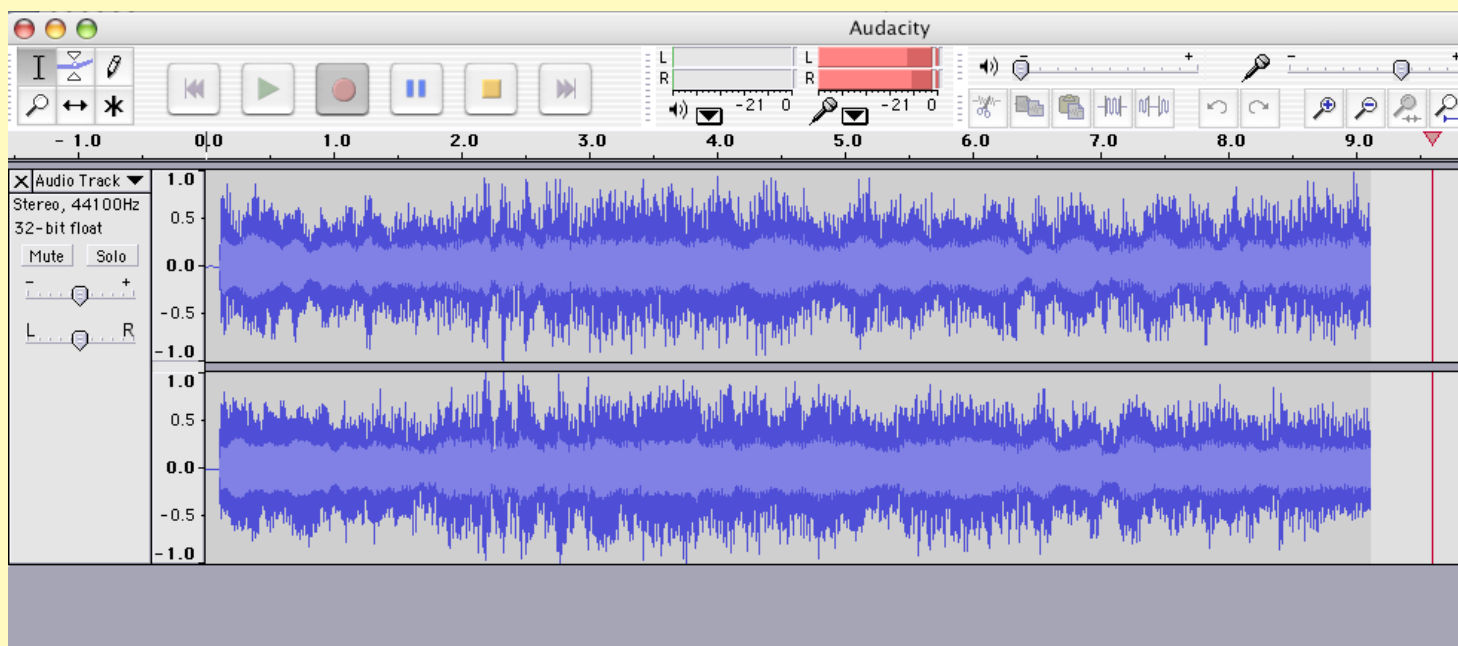 Audacity
L
R
-21 0
L
R
-21 0
- +
- +
- 1.0 0.0 1.0 2.0 3.0 4.0 5.0 6.0 7.0 8.0 9.0
X Audio Track
Stereo, 44100Hz
32-bit float
Mute Solo
- +
L R
1.0
0.5
0.0
-0.5
-1.0
1.0
0.5
0.0
-0.5
-1.0